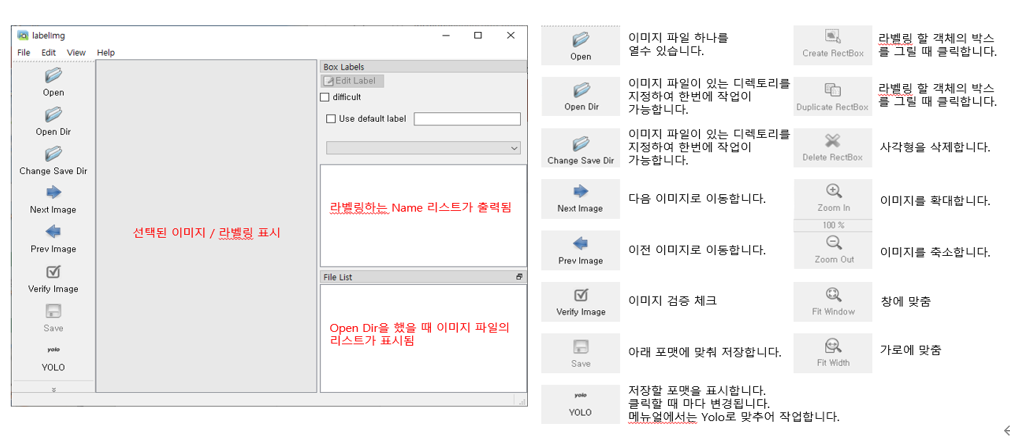 labelImg
File Edit View Help
Open
Open Dir
Change Save Dir
Next Image
Prev Image
Verify Image
Save
yolo
YOLO
선택된 이미지 / 라벨링 표시
Box Labels
Edit Label
difficult
Use default label
라벨링하는 Name 리스트가 출력됨
File List
Open Dir을 했을 때 이미지 파일의
리스트가 표시됨
Open
이미지 파일 하나를
열수 있습니다.
Open Dir
이미지 파일이 있는 디렉토리를
지정하여 한번에 작업이
가능합니다.
Change Save Dir
이미지 파일이 있는 디렉토리를
지정하여 한번에 작업이
가능합니다.
Next Image
다음 이미지로 이동합니다.
Prev Image
이전 이미지로 이동합니다.
Verify Image
이미지 검증 체크
Save
아래 포맷에 맞춰 저장합니다.
yolo
YOLO
저장할 포맷을 표시합니다.
클릭할 때 마다 변경됩니다.
메뉴얼에서는 Yolo로 맞추어 작업합니다.
Create RectBox
라벨링 할 객체의 박스
를 그릴 때 클릭합니다.
Duplicate RectBox
라벨링 할 객체의 박스
를 그릴 때 클릭합니다.
Delete RectBox
사각형을 삭제합니다.
Zoom In
이미지를 확대합니다.
100 %
Zoom Out
이미지를 축소합니다.
Fit Window
창에 맞춤
Fit Width
가로에 맞춤